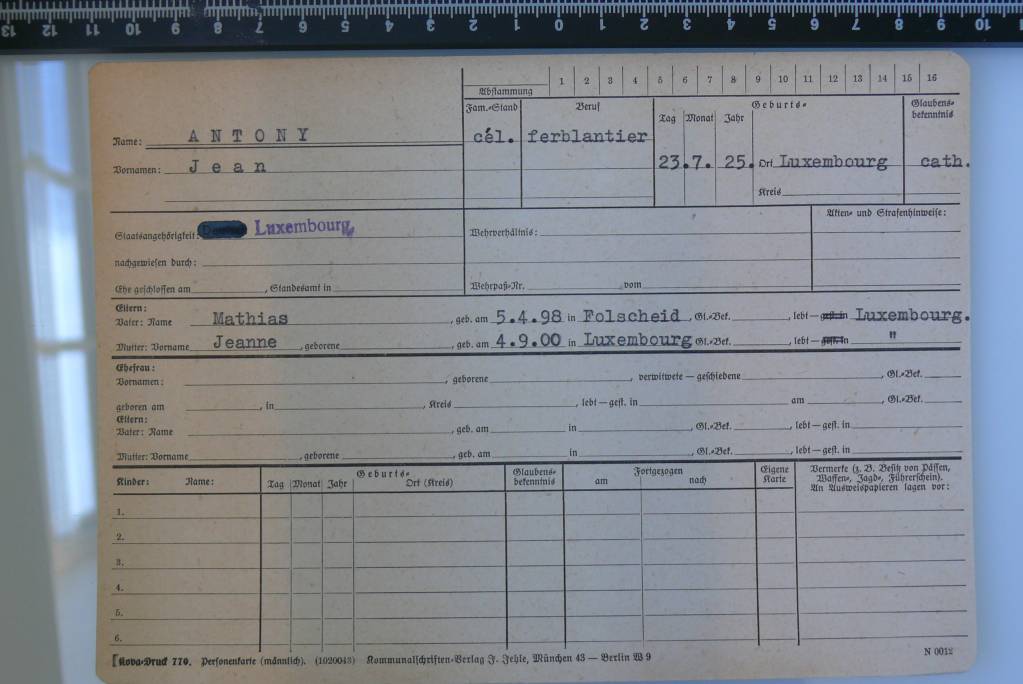 13 12 11 10 9 8 7 6 5 4 3 2 1 0 1 2 3 4 5 6 7 8 9 10
Abstammung 1 2 3 4 5 6 7 8 9 10 11 12 13 14 15 16
Fam.-Stand Beruf Geburts- Glaubens-
bekenntnis
Tag Monat Jahr
Name: ANTONY cél. ferblantier
Vornamen: Jean 23.7. 25. Ort Luxembourg cath.
Kreis
Akten- und Strafenhinweise:
Staatsangehörigkeit: Luxembourg Wehrverhältnis:
nachgewiesen durch:
Ehe geschlossen am , Standesamt in Wehrpaß-Nr. vom
Eltern:
Vater: Name Mathias , geb. am 5.4.98 in Folscheid , Gl.-Bek. , lebt — gest. in Luxembourg.
Mutter: Vorname Jeanne , geborene , geb. am 4.9.00 in Luxembourg Gl.-Bek. , lebt — gest. in "
Ehefrau:
Vornamen: , geborene , verwitwete — geschiedene , Gl.-Bek.
geboren am , in , Kreis , lebt — gest. in am , Gl.-Bek.
Eltern:
Vater: Name , geb. am in , Gl.-Bek. , lebt — gest. in
Mutter: Vorname , geborene , geb. am in , Gl.-Bek. , lebt — gest. in
Kinder: Name: Geburts- Tag Monat Jahr Ort (Kreis) Glaubens-
bekenntnis Fortgezogen am nach Eigene
Karte Vermerke (z. B. Besitz von Pässen,
Waffen-, Jagd-, Führerschein).
An Ausweispapieren lagen vor:
1.
2.
3.
4.
5.
6.
Kova-Druck 770. Personenkarte (männlich). (1020043) Kommunalschriften-Verlag J. Jehle, München 43 — Berlin W 9 N 0012